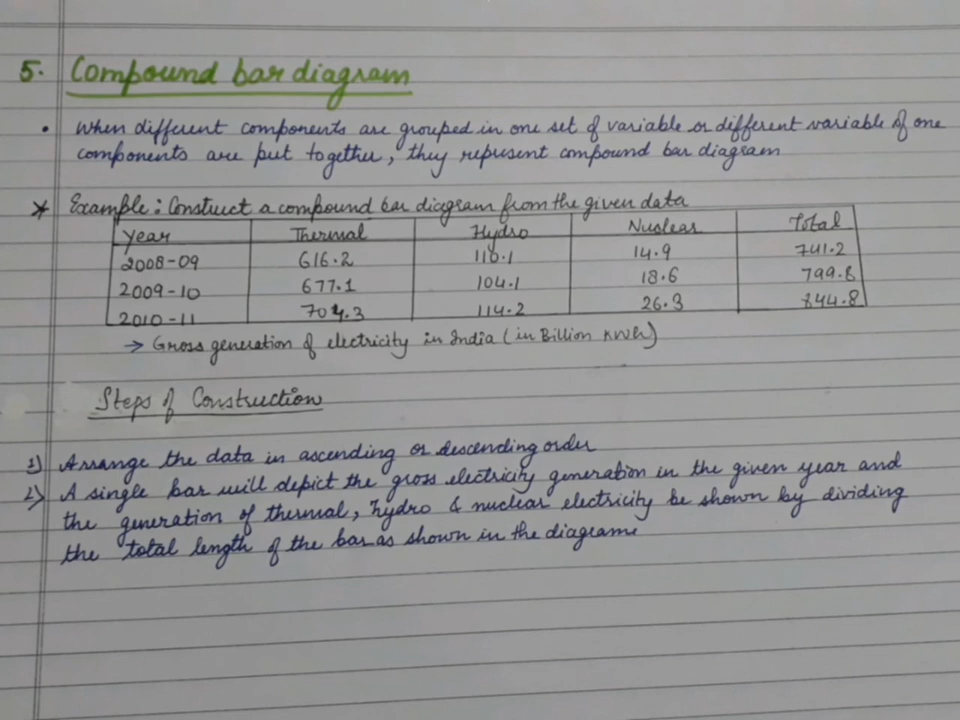 5. Compound bar diagram
• When different components are grouped in one set of variable or different variable of one
components are put together, they represent compound bar diagram
* Example : Construct a compound bar diagram from the given data
Year Thermal Hydro Nuclear Total
2008-09 616.2 110.1 14.9 741.2
2009-10 677.1 104.1 18.6 799.8
2010-11 704.3 114.2 26.3 844.8
→ Gross generation of electricity in India (in Billion KWh)
Steps of Construction
1) Arrange the data in ascending or descending order
2) A single bar will depict the gross electricity generation in the given year and
the generation of thermal, hydro & nuclear electricity be shown by dividing
the total length of the bar as shown in the diagram.